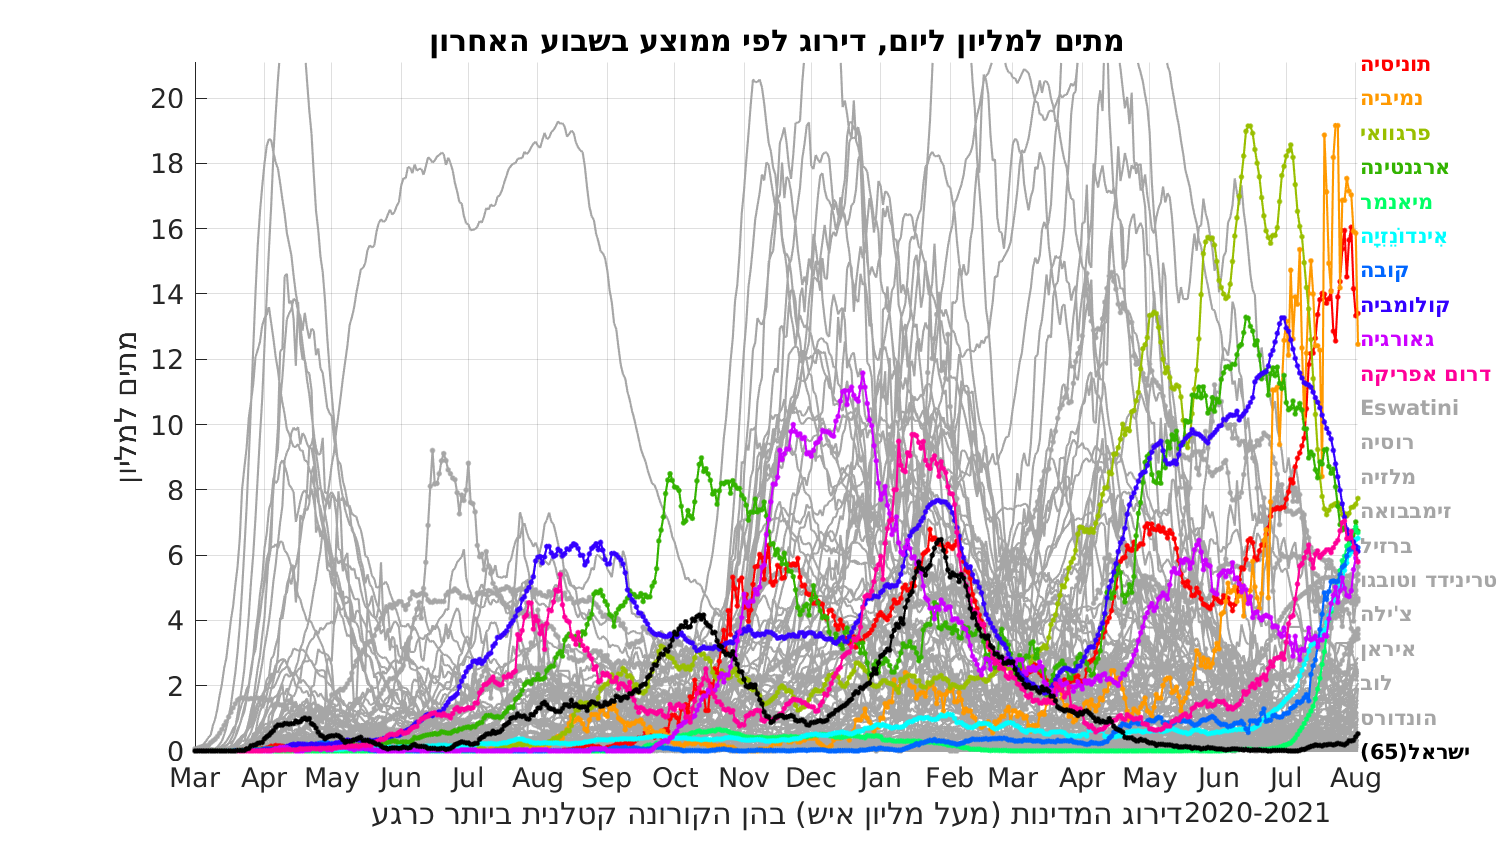 מתים למליון ליום, דירוג לפי ממוצע בשבוע האחרון
מתים למליון
20
18
16
14
12
10
8
6
4
2
0
Mar Apr May Jun Jul Aug Sep Oct Nov Dec Jan Feb Mar Apr May Jun Jul Aug
דירוג המדינות (מעל מליון איש) בהן הקורונה קטלנית ביותר כרגע2020-2021
תוניסיה
נמיביה
פרגוואי
ארגנטינה
מיאנמר
אִינדוֹנֶזְיָה
קובה
קולומביה
גאורגיה
דרום אפריקה
Eswatini
רוסיה
מלזיה
זימבבואה
ברזיל
טרינידד וטובגו
צ'ילה
איראן
לוב
הונדורס
ישראל(65)